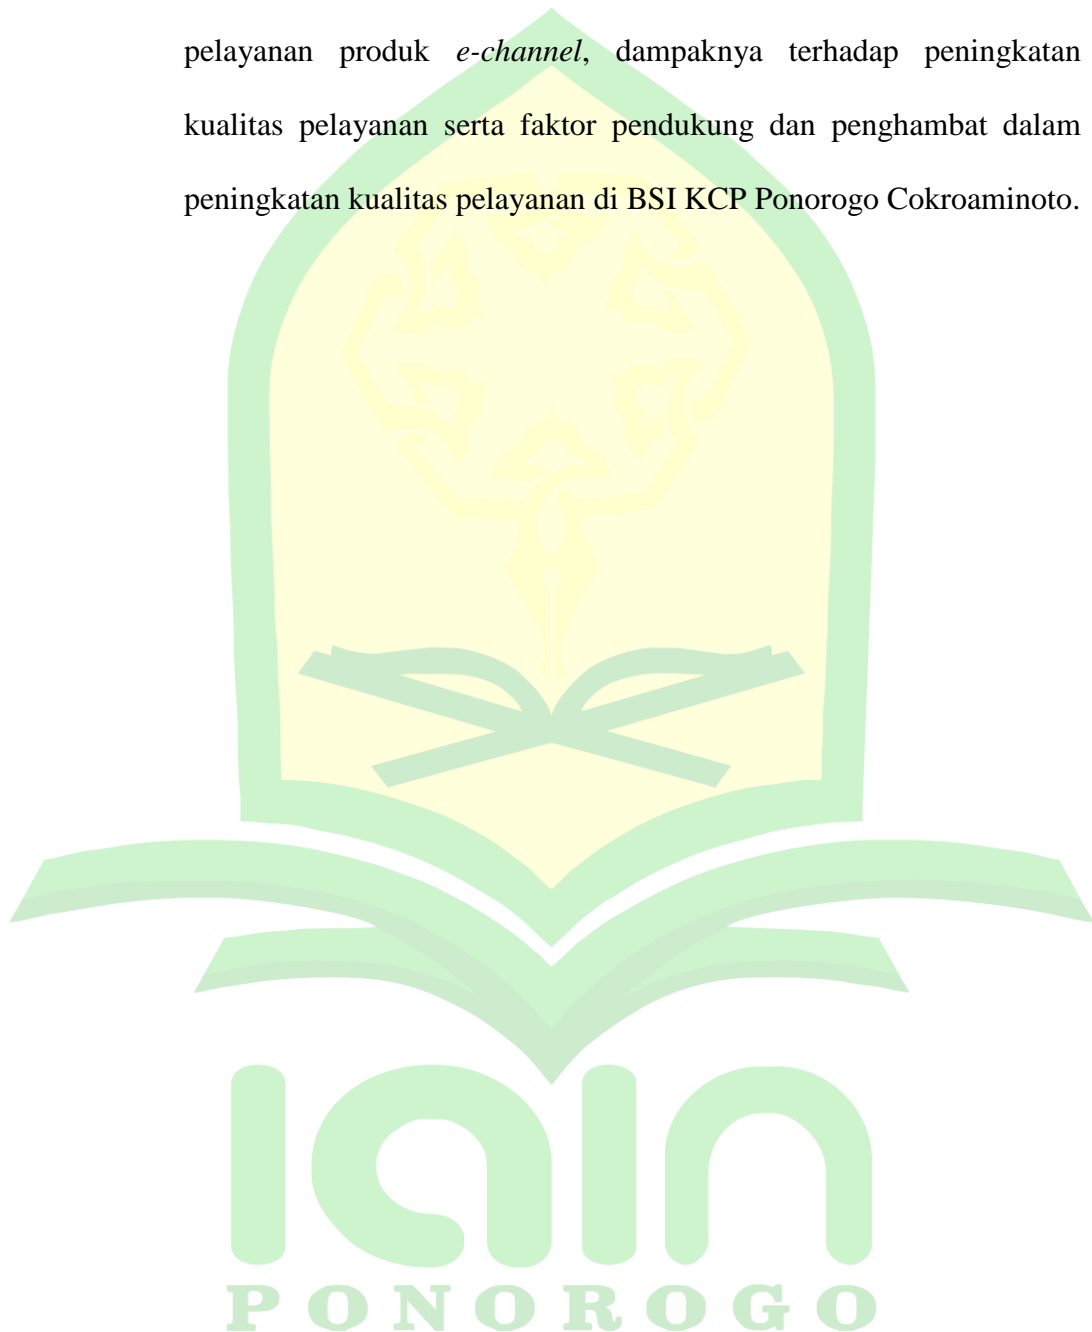 pelayanan produk e-channel, dampaknya terhadap peningkatan
kualitas pelayanan serta faktor pendukung dan penghambat dalam
peningkatan kualitas pelayanan di BSI KCP Ponorogo Cokroaminoto.
iain
PONOROGO